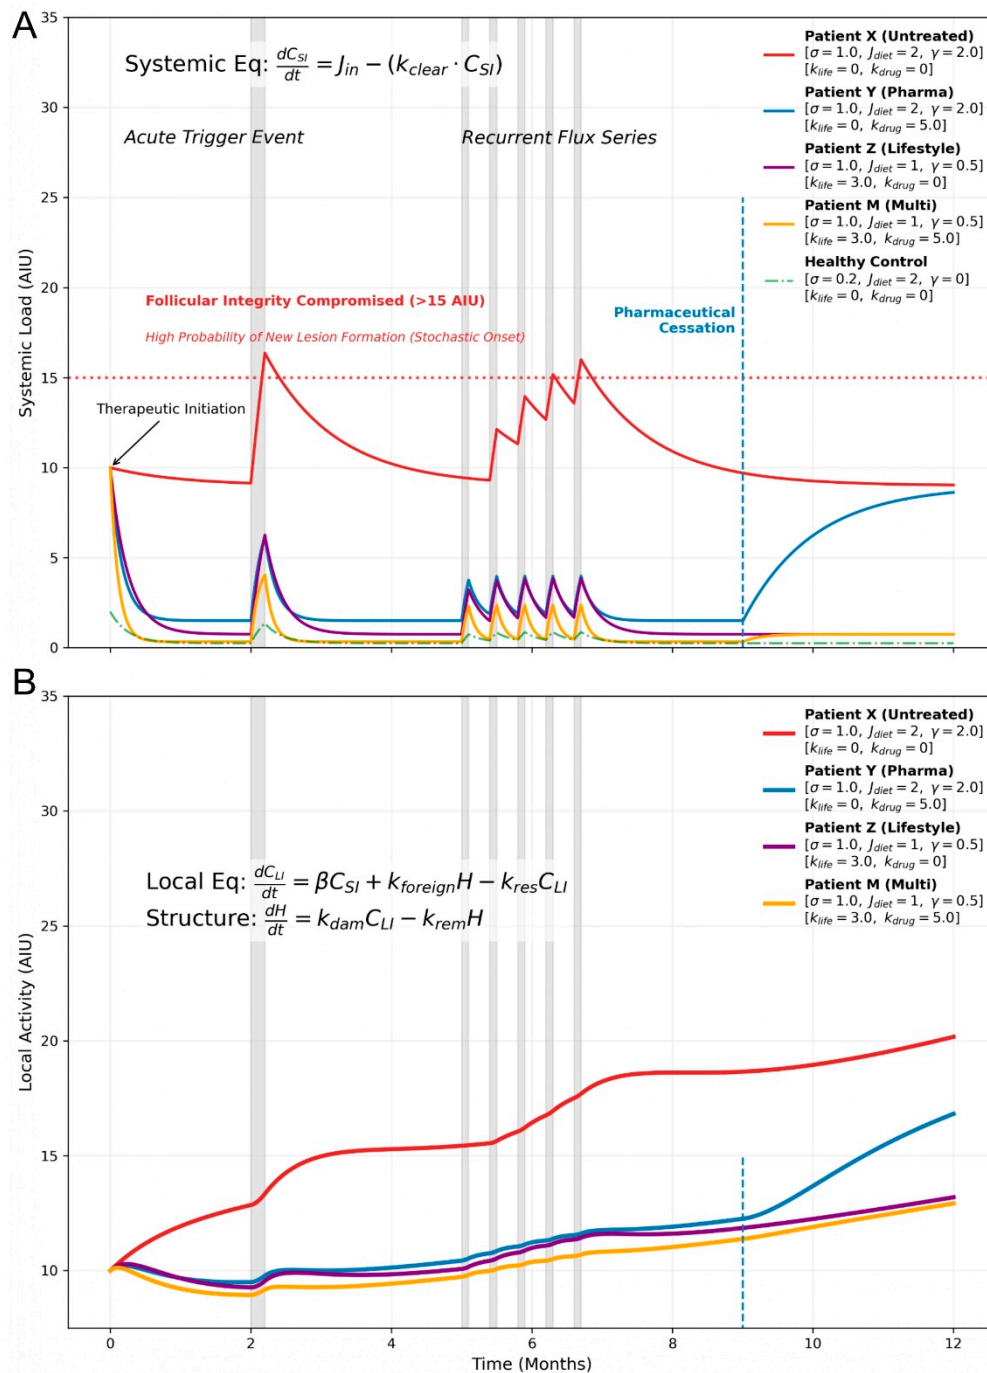 A
Systemic Eq: dC_SI/dt = J_in − (k_clear · C_SI)
Acute Trigger Event
Recurrent Flux Series
Patient X (Untreated)
[σ = 1.0, J_diet = 2, γ = 2.0]
[k_life = 0, k_drug = 0]
Patient Y (Pharma)
[σ = 1.0, J_diet = 2, γ = 2.0]
[k_life = 0, k_drug = 5.0]
Patient Z (Lifestyle)
[σ = 1.0, J_diet = 1, γ = 0.5]
[k_life = 3.0, k_drug = 0]
Patient M (Multi)
[σ = 1.0, J_diet = 1, γ = 0.5]
[k_life = 3.0, k_drug = 5.0]
Healthy Control
[σ = 0.2, J_diet = 2, γ = 0]
[k_life = 0, k_drug = 0]
Follicular Integrity Compromised (>15 AIU)
High Probability of New Lesion Formation (Stochastic Onset)
Pharmaceutical
Cessation
Therapeutic Initiation
Systemic Load (AIU)
35
30
25
20
15
10
5
0
0
2
4
6
8
10
12
B
Patient X (Untreated)
[σ = 1.0, J_diet = 2, γ = 2.0]
[k_life = 0, k_drug = 0]
Patient Y (Pharma)
[σ = 1.0, J_diet = 2, γ = 2.0]
[k_life = 0, k_drug = 5.0]
Patient Z (Lifestyle)
[σ = 1.0, J_diet = 1, γ = 0.5]
[k_life = 3.0, k_drug = 0]
Patient M (Multi)
[σ = 1.0, J_diet = 1, γ = 0.5]
[k_life = 3.0, k_drug = 5.0]
Local Eq: dC_LI/dt = βC_SI + k_foreign H − k_res C_LI
Structure: dH/dt = k_dam C_LI − k_rem H
Local Activity (AIU)
35
30
25
20
15
10
0
2
4
6
8
10
12
Time (Months)